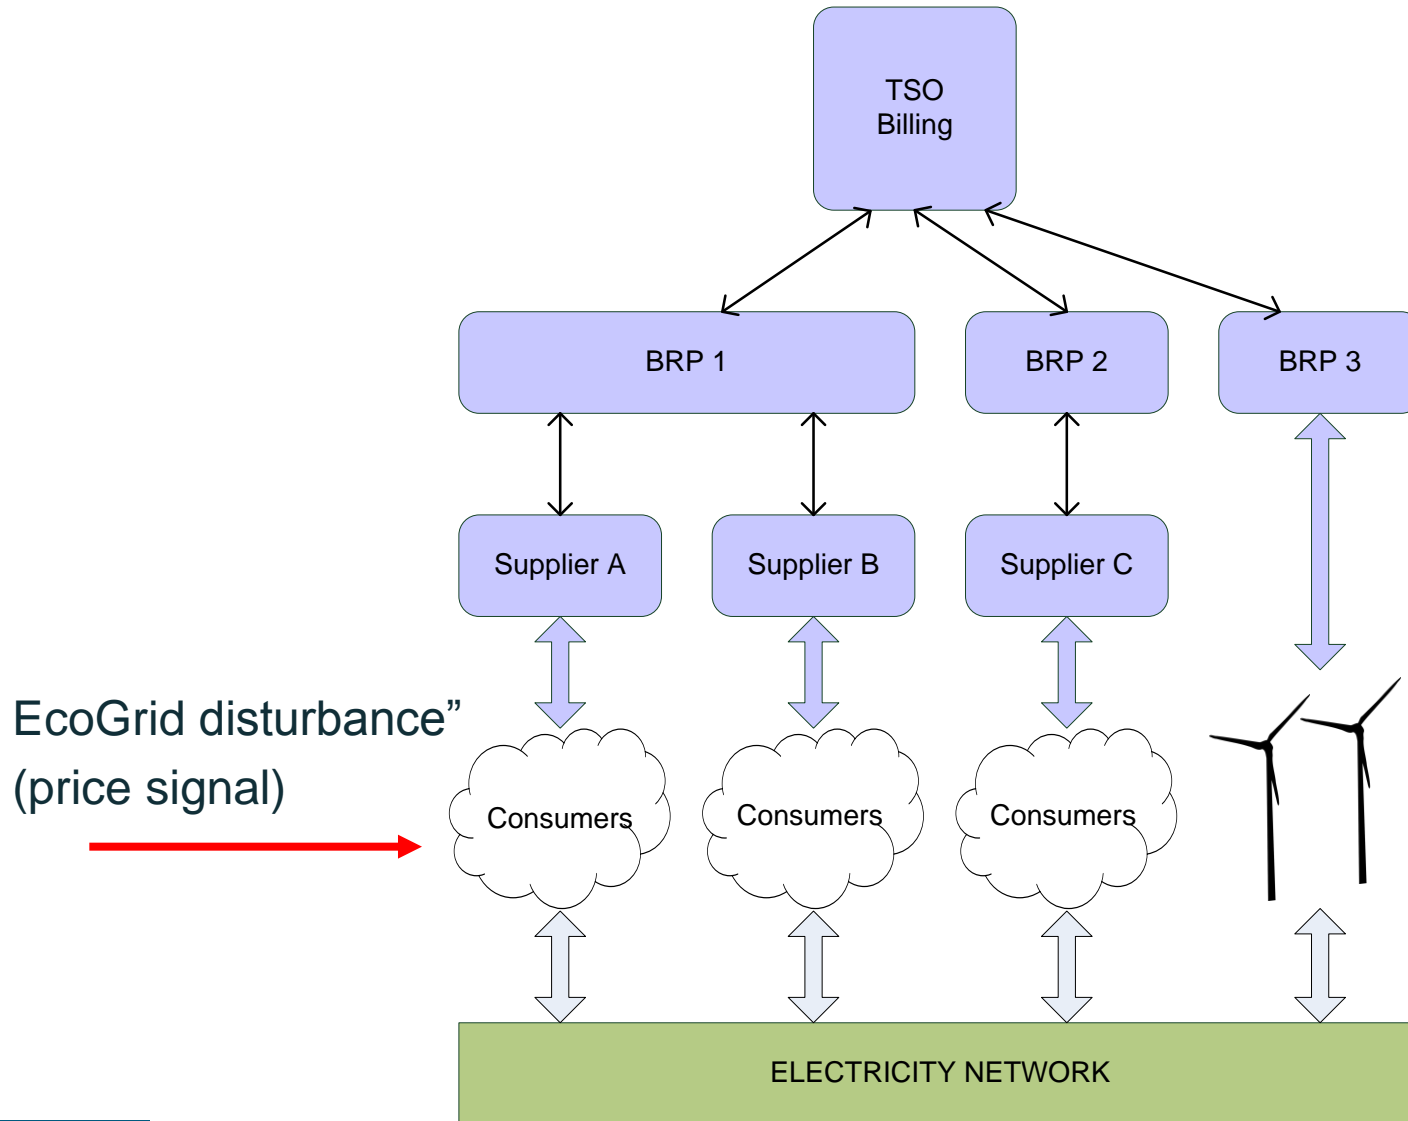 TSO
Billing
BRP 1
BRP 2
BRP 3
Supplier A
Supplier B
Supplier C
EcoGrid disturbance”
(price signal)
Consumers
Consumers
Consumers
ELECTRICITY NETWORK